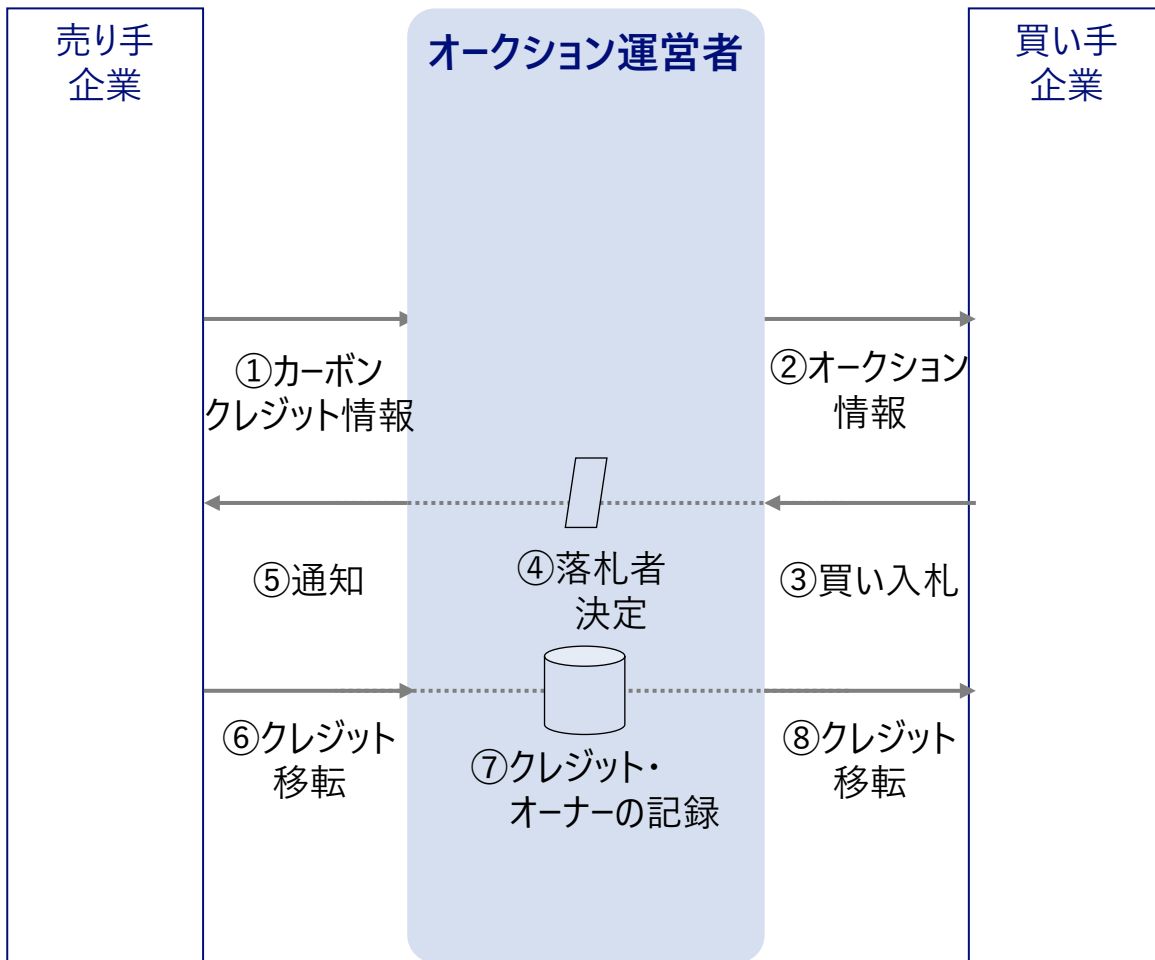 売り手
企業
オークション運営者
買い手
企業
①カーボン
クレジット情報
②オークション
情報
⑤通知
④落札者
決定
③買い入札
⑥クレジット
移転
⑦クレジット・
オーナーの記録
⑧クレジット
移転